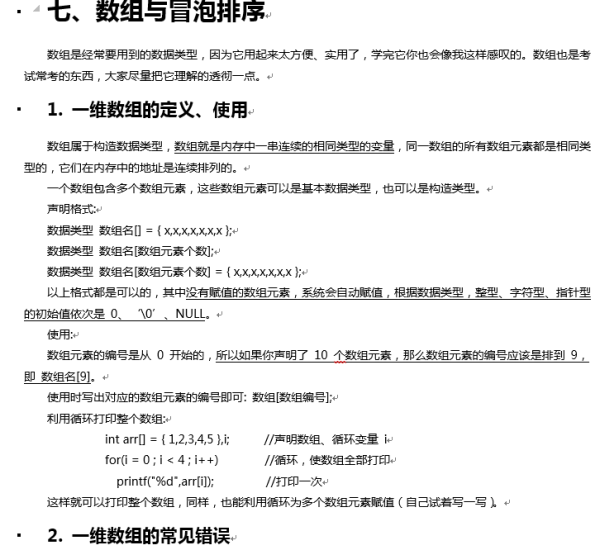 七、数组与冒泡排序
数组是经常要用到的数据类型，因为它用起来太方便、实用了，学完它你也会像我这样感叹的。数组也是考
试常考的东西，大家尽量把它理解的透彻一点。
1. 一维数组的定义、使用
数组属于构造数据类型，数组就是内存中一串连续的相同类型的变量，同一数组的所有数组元素都是相同类
型的，它们在内存中的地址是连续排列的。
一个数组包含多个数组元素，这些数组元素可以是基本数据类型，也可以是构造类型。
声明格式:
数据类型 数组名[] = { x,x,x,x,x,x,x };
数据类型 数组名[数组元素个数];
数据类型 数组名[数组元素个数] = { x,x,x,x,x,x,x };
以上格式都是可以的，其中没有赋值的数组元素，系统会自动赋值，根据数据类型，整型、字符型、指针型
的初始值依次是 0、 '\0' 、NULL。
使用:
数组元素的编号是从 0 开始的，所以如果你声明了 10 个数组元素，那么数组元素的编号应该是排到 9，
即 数组名[9]。
使用时写出对应的数组元素的编号即可: 数组[数组编号];
利用循环打印整个数组:
int arr[] = { 1,2,3,4,5 },i; //声明数组、循环变量 i
for(i = 0 ; i < 4 ; i++) //循环，使数组全部打印
printf("%d",arr[i]); //打印一次
这样就可以打印整个数组，同样，也能利用循环为多个数组元素赋值（自己试着写一写）。
2. 一维数组的常见错误